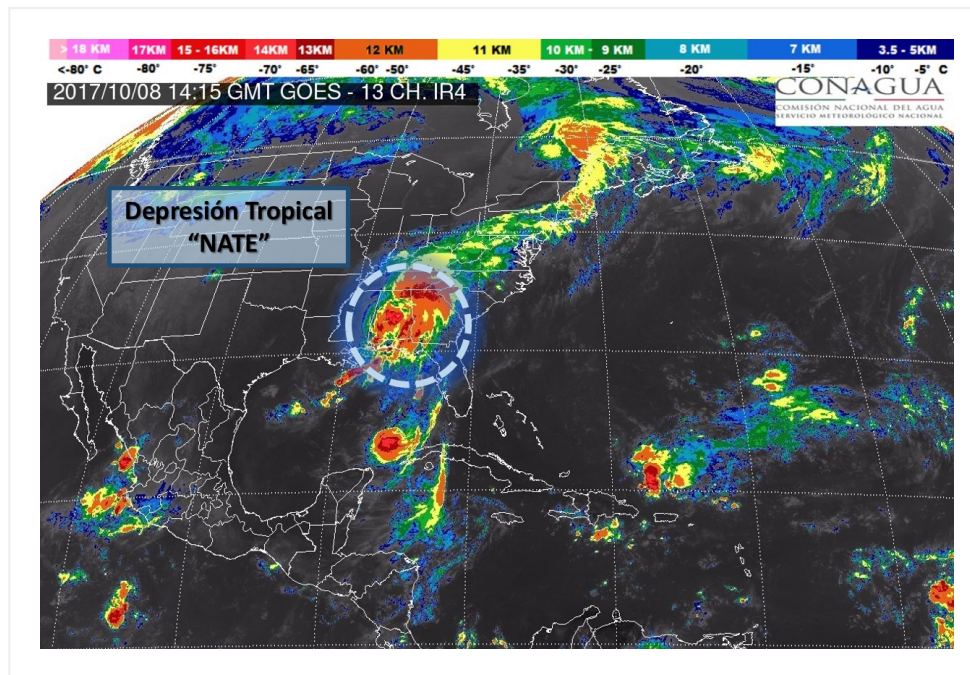 > 18 KM 17KM 15 - 16KM 14KM 13KM 12 KM 11 KM 10 KM - 9 KM 8 KM 7 KM 3.5 - 5KM
<-80° C -80° -75° -70° -65° -60° -50° -45° -35° -30° -25° -20° -15° -10° -5° C
2017/10/08 14:15 GMT GOES - 13 CH. IR4
CONAGUA
COMISIÓN NACIONAL DEL AGUA
SERVICIO METEOROLÓGICO NACIONAL
Depresión Tropical
“NATE”